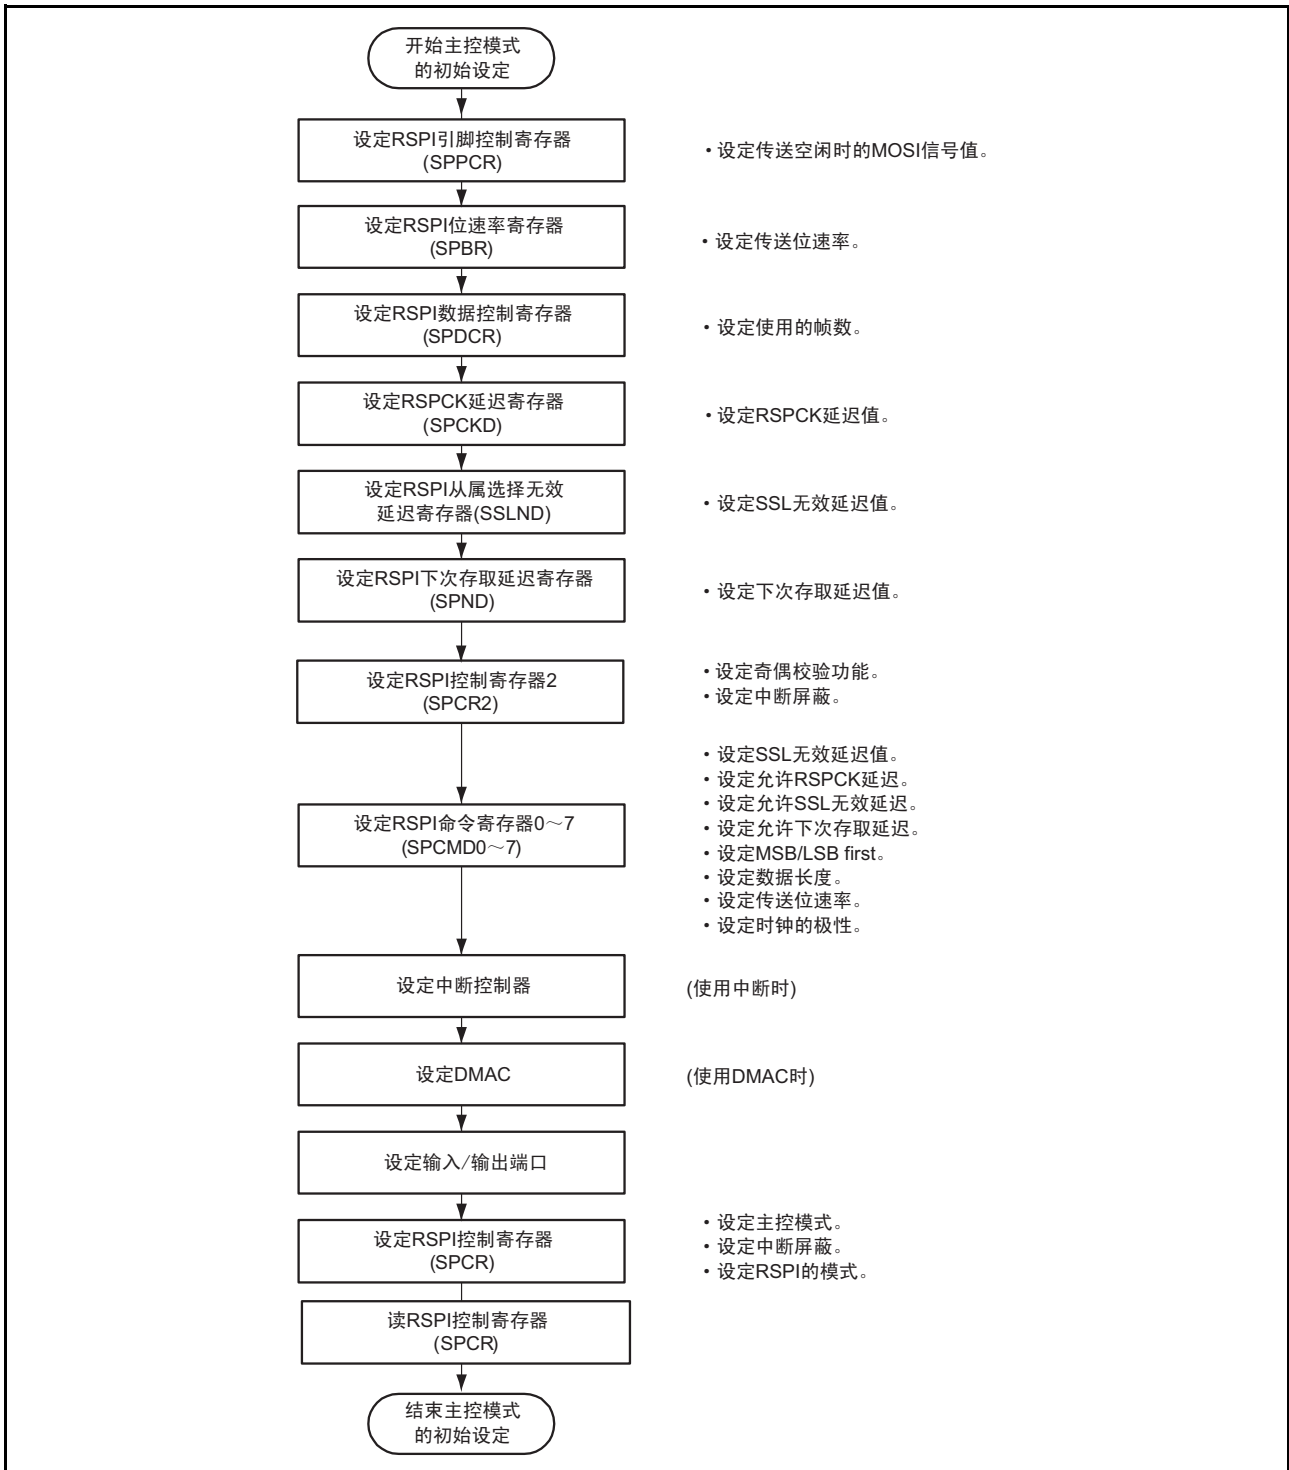 开始主控模式
的初始设定
设定RSPI引脚控制寄存器
(SPPCR)
・设定传送空闲时的MOSI信号值。
设定RSPI位速率寄存器
(SPBR)
・设定传送位速率。
设定RSPI数据控制寄存器
(SPDCR)
・设定使用的帧数。
设定RSPCK延迟寄存器
(SPCKD)
・设定RSPCK延迟值。
设定RSPI从属选择无效
延迟寄存器(SSLND)
・设定SSL无效延迟值。
设定RSPI下次存取延迟寄存器
(SPND)
・设定下次存取延迟值。
设定RSPI控制寄存器2
(SPCR2)
・设定奇偶校验功能。
・设定中断屏蔽。
设定RSPI命令寄存器0～7
(SPCMD0～7)
・设定SSL无效延迟值。
・设定允许RSPCK延迟。
・设定允许SSL无效延迟。
・设定允许下次存取延迟。
・设定MSB/LSB first。
・设定数据长度。
・设定传送位速率。
・设定时钟的极性。
设定中断控制器
(使用中断时)
设定DMAC
(使用DMAC时)
设定输入/输出端口
设定RSPI控制寄存器
(SPCR)
・设定主控模式。
・设定中断屏蔽。
・设定RSPI的模式。
读RSPI控制寄存器
(SPCR)
结束主控模式
的初始设定